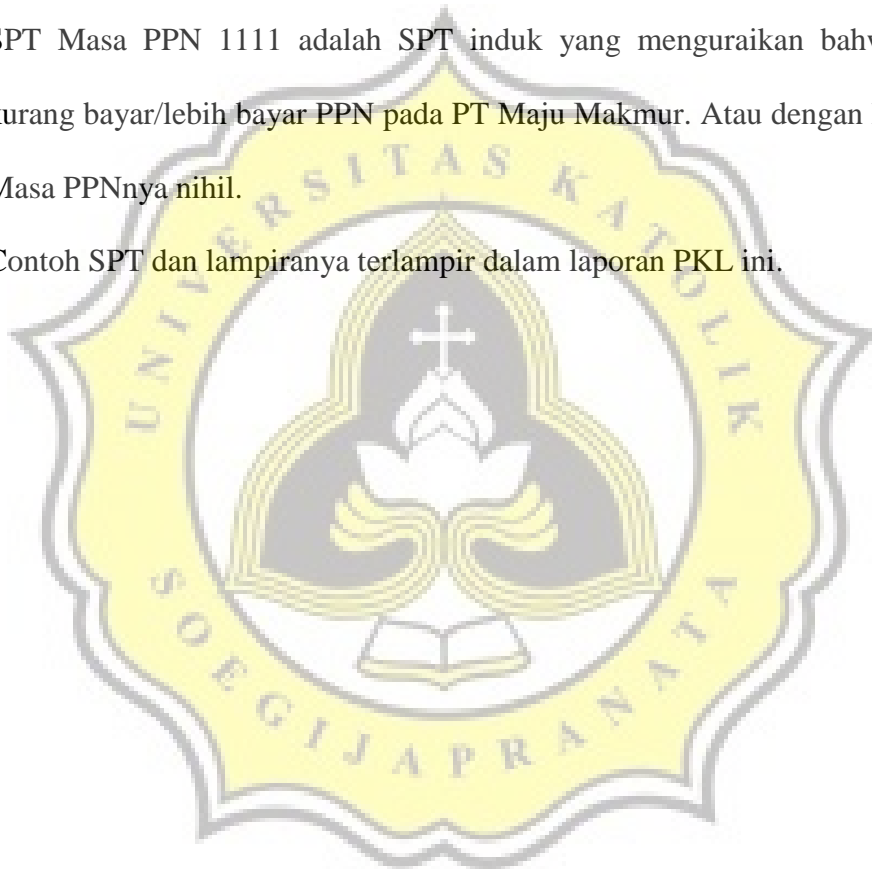 SPT Masa PPN 1111 adalah SPT induk yang menguraikan
kurang bayar/lebih bayar PPN pada PT Maju Makmur. Atau dengan
Masa PPNnya nihil.
Contoh SPT dan lampiranya terlampir dalam laporan PKL ini.
UNIVERSITAS KATOLIK
SOEGIJAPRANATA